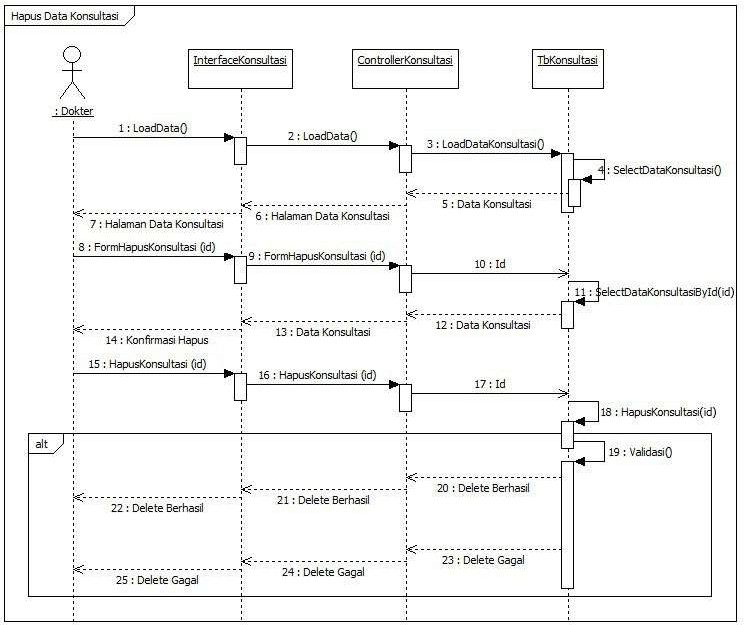 Hapus Data Konsultasi
InterfaceKonsultasi
ControllerKonsultasi
TbKonsultasi
: Dokter
1 : LoadData()
2 : LoadData()
3 : LoadDataKonsultasi()
4 : SelectDataKonsultasi()
5 : Data Konsultasi
6 : Halaman Data Konsultasi
7 : Halaman Data Konsultasi
8 : FormHapusKonsultasi (id)
9 : FormHapusKonsultasi (id)
10 : Id
11 : SelectDataKonsultasiById(id)
12 : Data Konsultasi
13 : Data Konsultasi
14 : Konfirmasi Hapus
15 : HapusKonsultasi (id)
16 : HapusKonsultasi (id)
17 : Id
18 : HapusKonsultasi(id)
alt
19 : Validasi()
20 : Delete Berhasil
21 : Delete Berhasil
22 : Delete Berhasil
23 : Delete Gagal
24 : Delete Gagal
25 : Delete Gagal